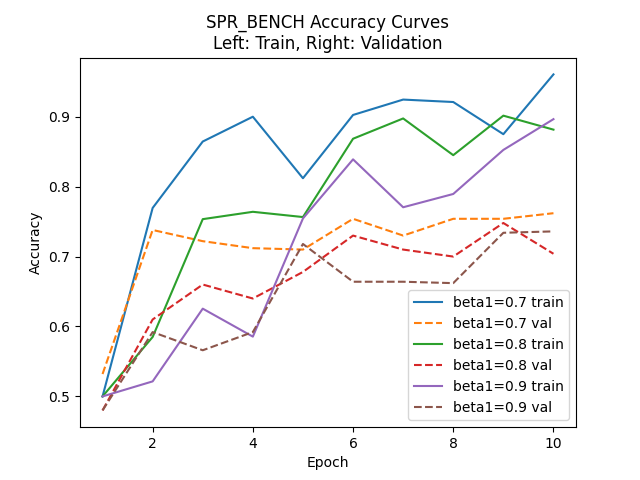 SPR_BENCH Accuracy Curves
Left: Train, Right: Validation
Accuracy
0.9
0.8
0.7
0.6
0.5
2
4
6
8
10
Epoch
beta1=0.7 train
beta1=0.7 val
beta1=0.8 train
beta1=0.8 val
beta1=0.9 train
beta1=0.9 val